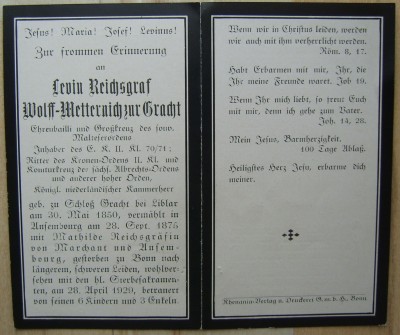 Jesus! Maria! Josef! Levinus!
Zur frommen Erinnerung
an
Levin Reichsgraf
Wolff-Metternich zur Gracht
Ehrenbailli und Großkreuz des souv.
Malteserordens
Inhaber des E. K. II. Kl. 70/71;
Ritter des Kronen-Ordens II. Kl. und
Komturkreuz des sächs. Albrechts-Ordens
und anderer hoher Orden,
Königl. niederländischer Kammerherr
geb. zu Schloß Gracht bei Liblar
am 30. Mai 1850, vermählt in
Ansembourg am 28. Sept. 1875
mit Mathilde Reichsgräfin
von Marchant und Ansem-
bourg, gestorben zu Bonn nach
längerem, schweren Leiden, wohlver-
sehen mit den hl. Sterbesakramen-
ten, am 28. April 1929, betrauert
von seinen 6 Kindern und 3 Enkeln.
Wenn wir in Christus leiden, werden
wir auch mit ihm verherrlicht werden.
Röm. 8, 17.
Habt Erbarmen mit mir, Ihr, die
Ihr meine Freunde waret. Job 19.
Wenn Ihr mich liebt, so freut Euch
mit mir, denn ich gehe zum Vater.
Joh. 14, 28.
Mein Jesus, Barmherzigkeit.
100 Tage Ablaß.
Heiligstes Herz Jesu, erbarme dich
meiner.
Rhenania-Verlag u. Druckerei G. m. b. H., Bonn